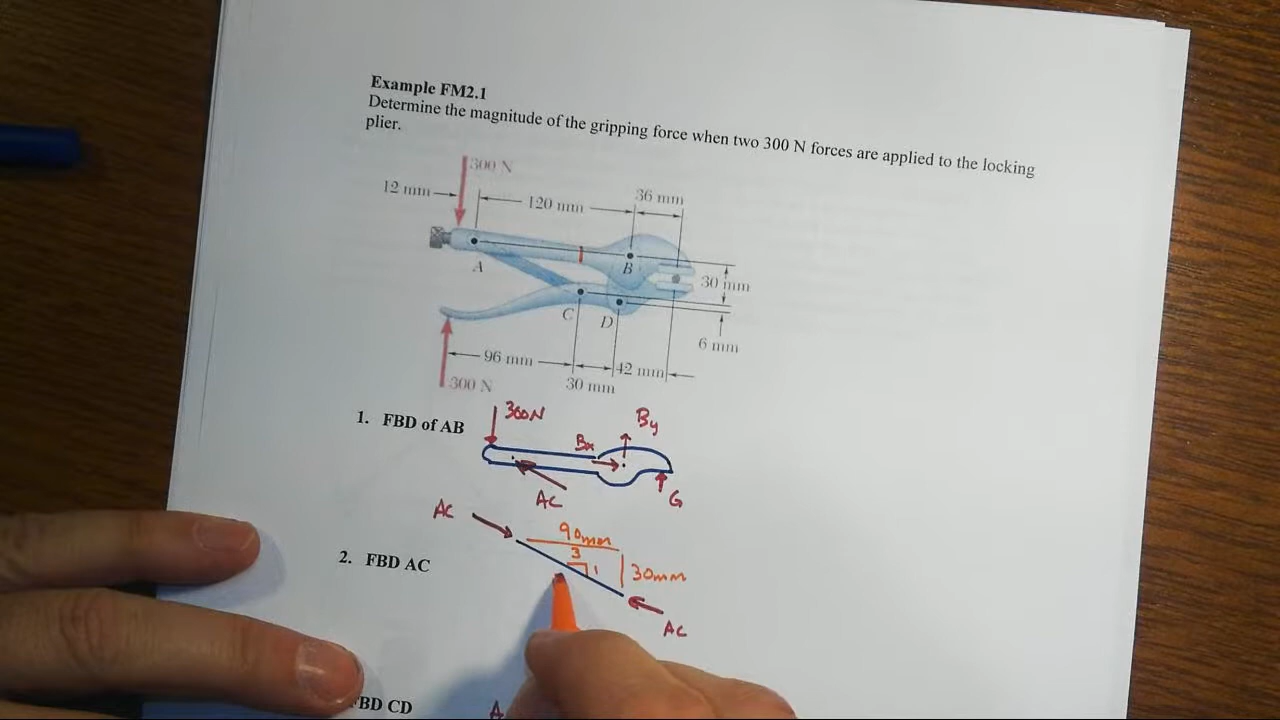 Example FM2.1
Determine the magnitude of the gripping force when two 300 N forces are applied to the locking
plier.
300 N
12 mm
120 mm
36 mm
A
B
30 mm
C
D
6 mm
96 mm
42 mm
300 N
30 mm
1. FBD of AB
300N
Bx
By
AC
G
2. FBD AC
AC
90mm
3
1
30mm
AC
FBD CD
A